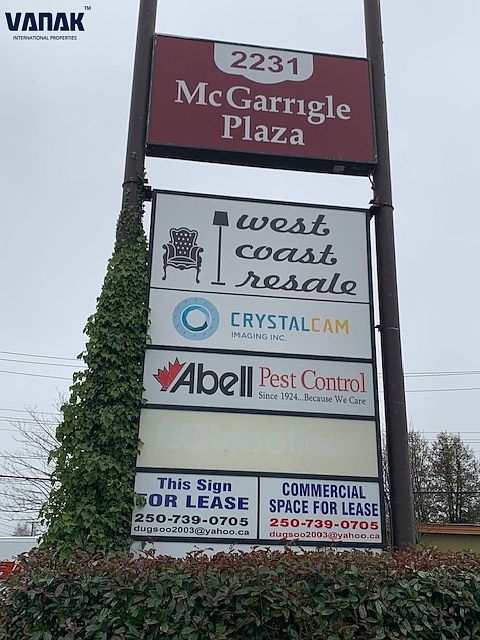 VANAK™
INTERNATIONAL PROPERTIES
2231
McGarrigle
Plaza
west
coast
resale
CRYSTALCAM
IMAGING INC.
Abell Pest Control
Since 1924...Because We Care
This Sign
FOR LEASE
250-739-0705
dugsoo2003@yahoo.ca
COMMERCIAL
SPACE FOR LEASE
250-739-0705
dugsoo2003@yahoo.ca